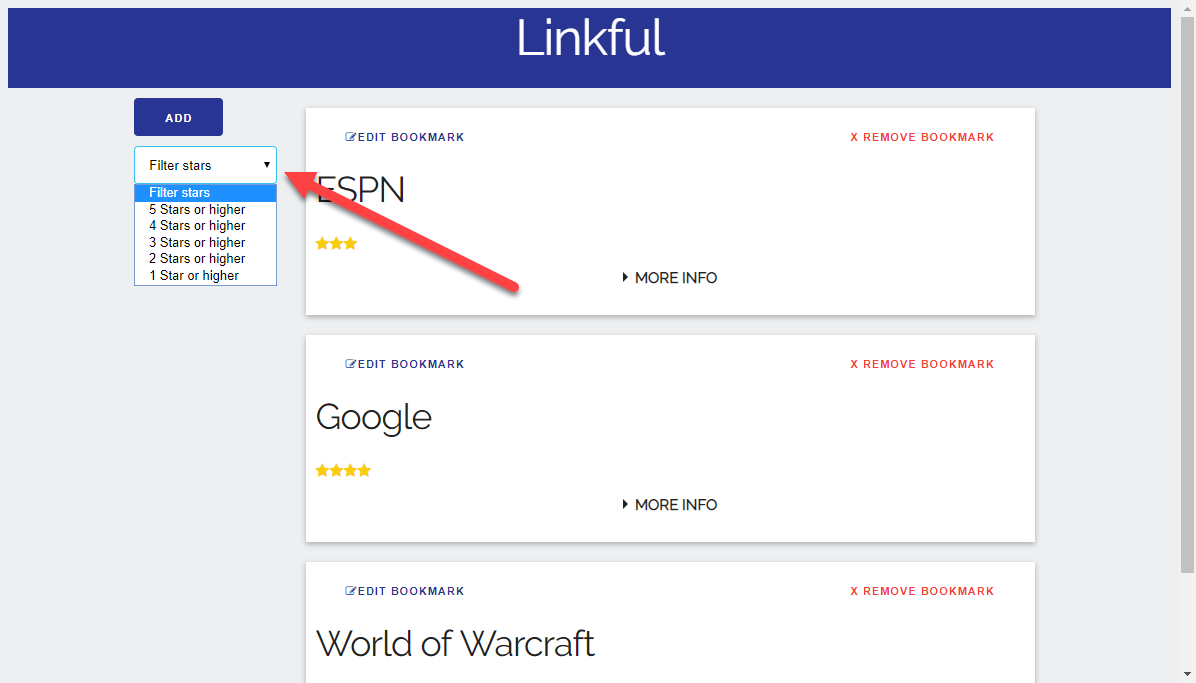 Linkful
ADD
Filter stars
Filter stars
5 Stars or higher
4 Stars or higher
3 Stars or higher
2 Stars or higher
1 Star or higher
EDIT BOOKMARK
X REMOVE BOOKMARK
ESPN
MORE INFO
EDIT BOOKMARK
X REMOVE BOOKMARK
Google
MORE INFO
EDIT BOOKMARK
X REMOVE BOOKMARK
World of Warcraft